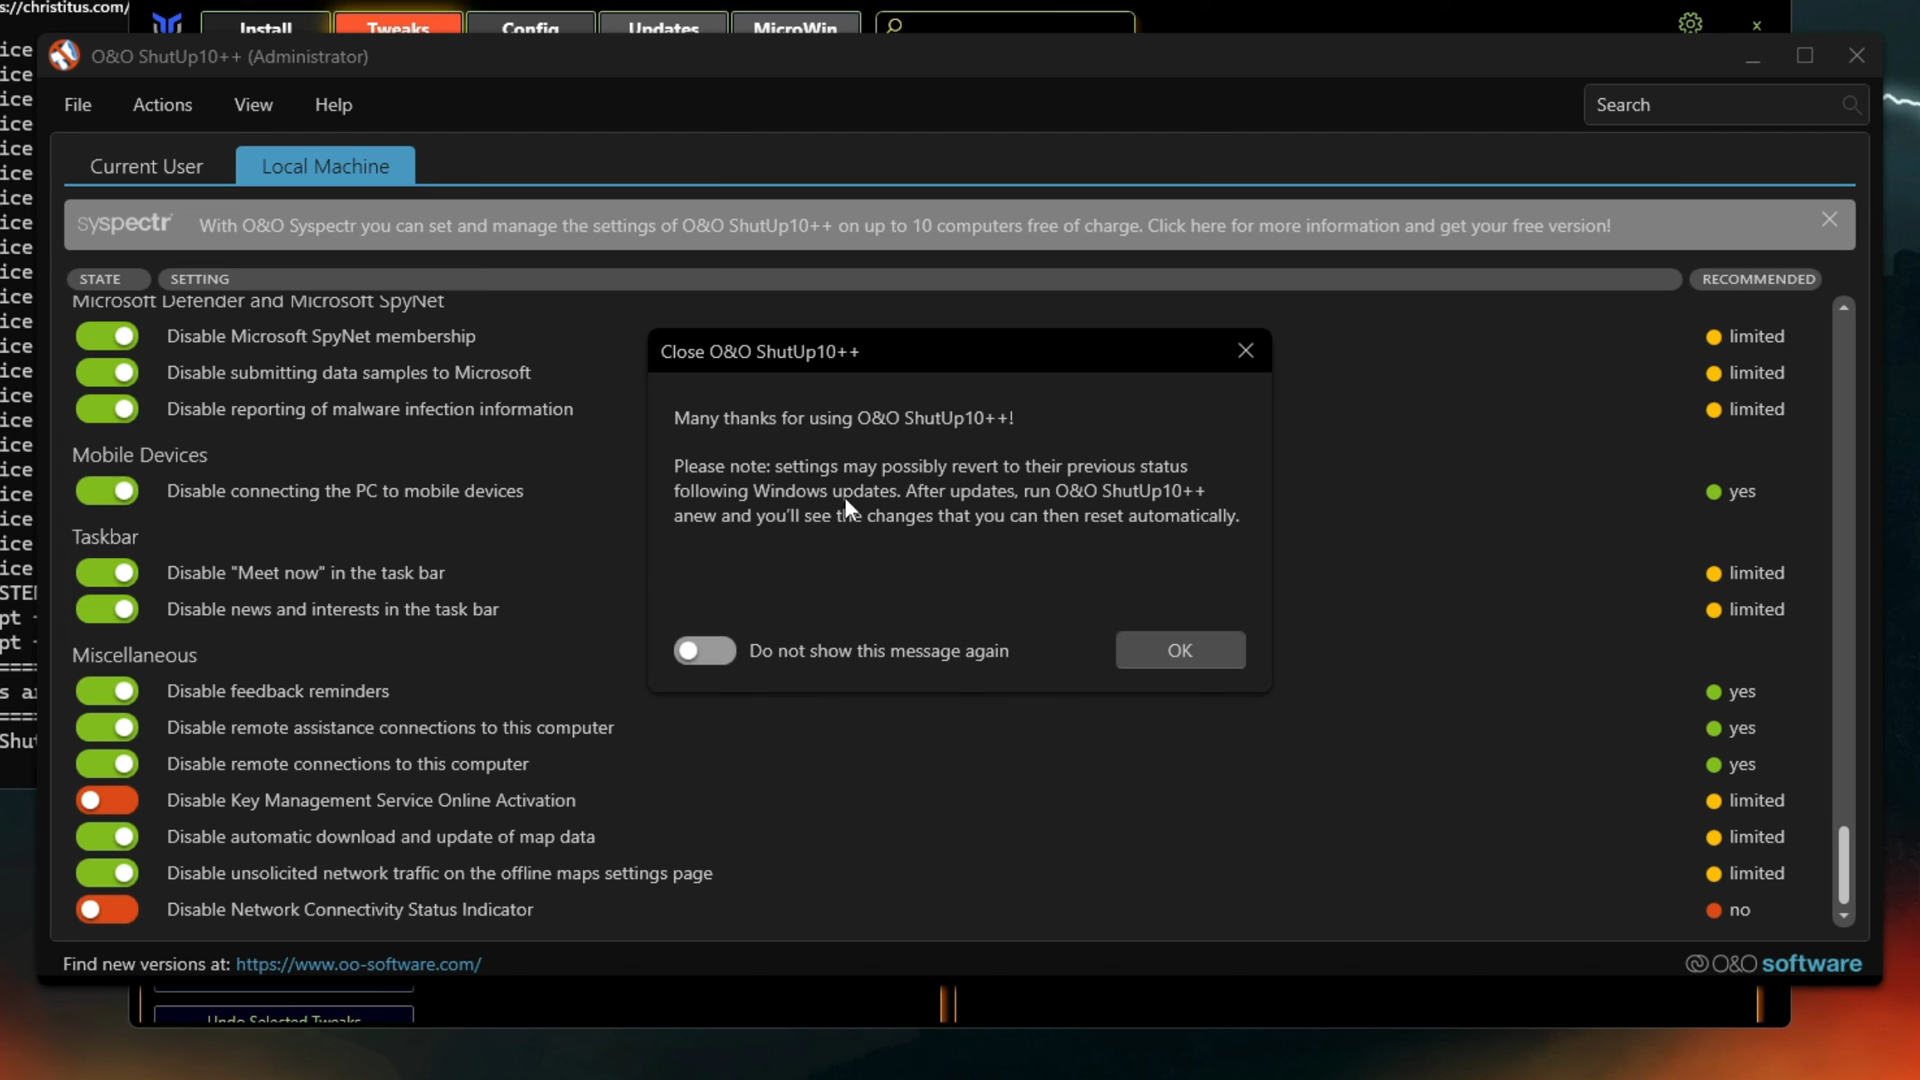 s://christitus.com/
Install
Tweaks
Config
Updates
MicroWin
O&O ShutUp10++ (Administrator)
File
Actions
View
Help
Search
Current User
Local Machine
syspectr
With O&O Syspectr you can set and manage the settings of O&O ShutUp10++ on up to 10 computers free of charge. Click here for more information and get your free version!
STATE
SETTING
RECOMMENDED
Microsoft Defender and Microsoft SpyNet
Disable Microsoft SpyNet membership
limited
Disable submitting data samples to Microsoft
limited
Disable reporting of malware infection information
limited
Mobile Devices
Disable connecting the PC to mobile devices
yes
Taskbar
Disable "Meet now" in the task bar
limited
Disable news and interests in the task bar
limited
Miscellaneous
Disable feedback reminders
yes
Disable remote assistance connections to this computer
yes
Disable remote connections to this computer
yes
Disable Key Management Service Online Activation
limited
Disable automatic download and update of map data
limited
Disable unsolicited network traffic on the offline maps settings page
limited
Disable Network Connectivity Status Indicator
no
Close O&O ShutUp10++
Many thanks for using O&O ShutUp10++!
Please note: settings may possibly revert to their previous status
following Windows updates. After updates, run O&O ShutUp10++
anew and you'll see the changes that you can then reset automatically.
Do not show this message again
OK
Find new versions at: https://www.oo-software.com/
O&O software
Undo Selected Tweaks